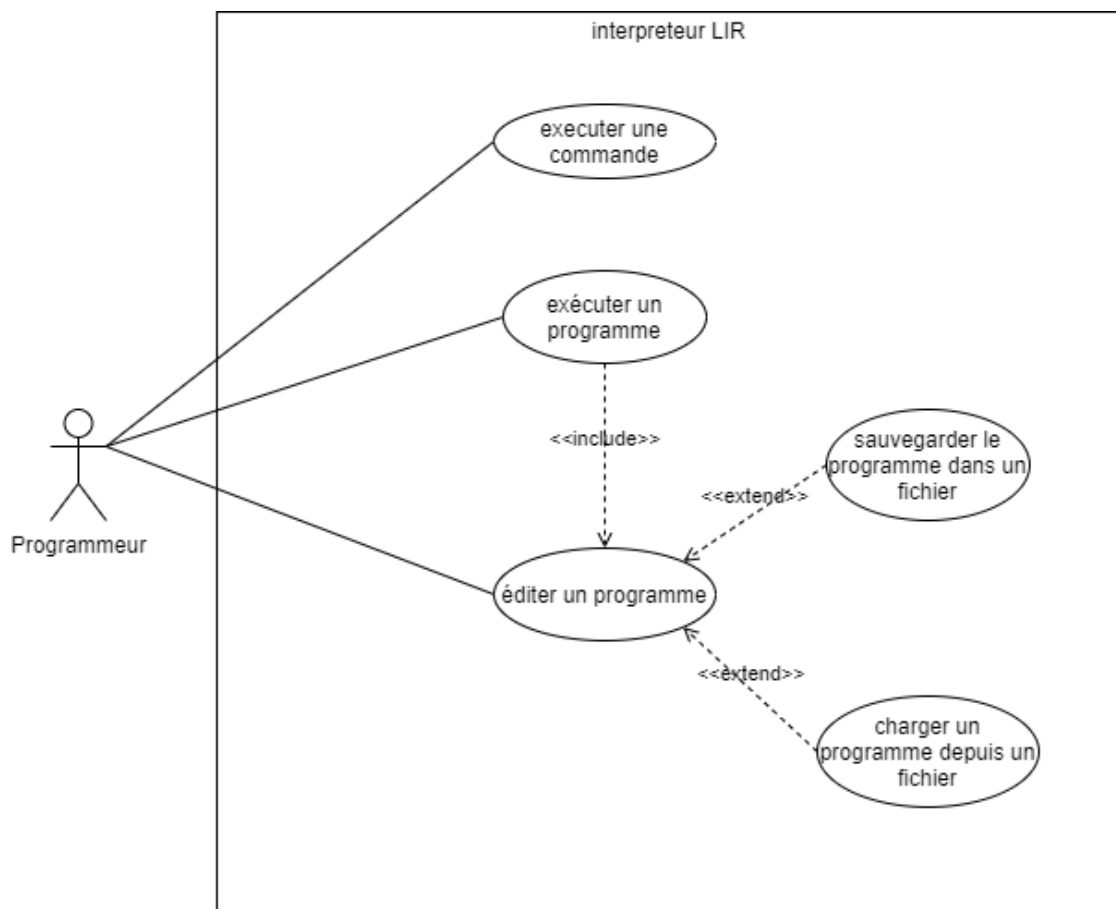 interpreteur LIR
executer une
commande
exécuter un
programme
<<include>>
sauvegarder le
programme dans un
fichier
<<extend>>
Programmeur
éditer un programme
<<extend>>
charger un
programme depuis un
fichier